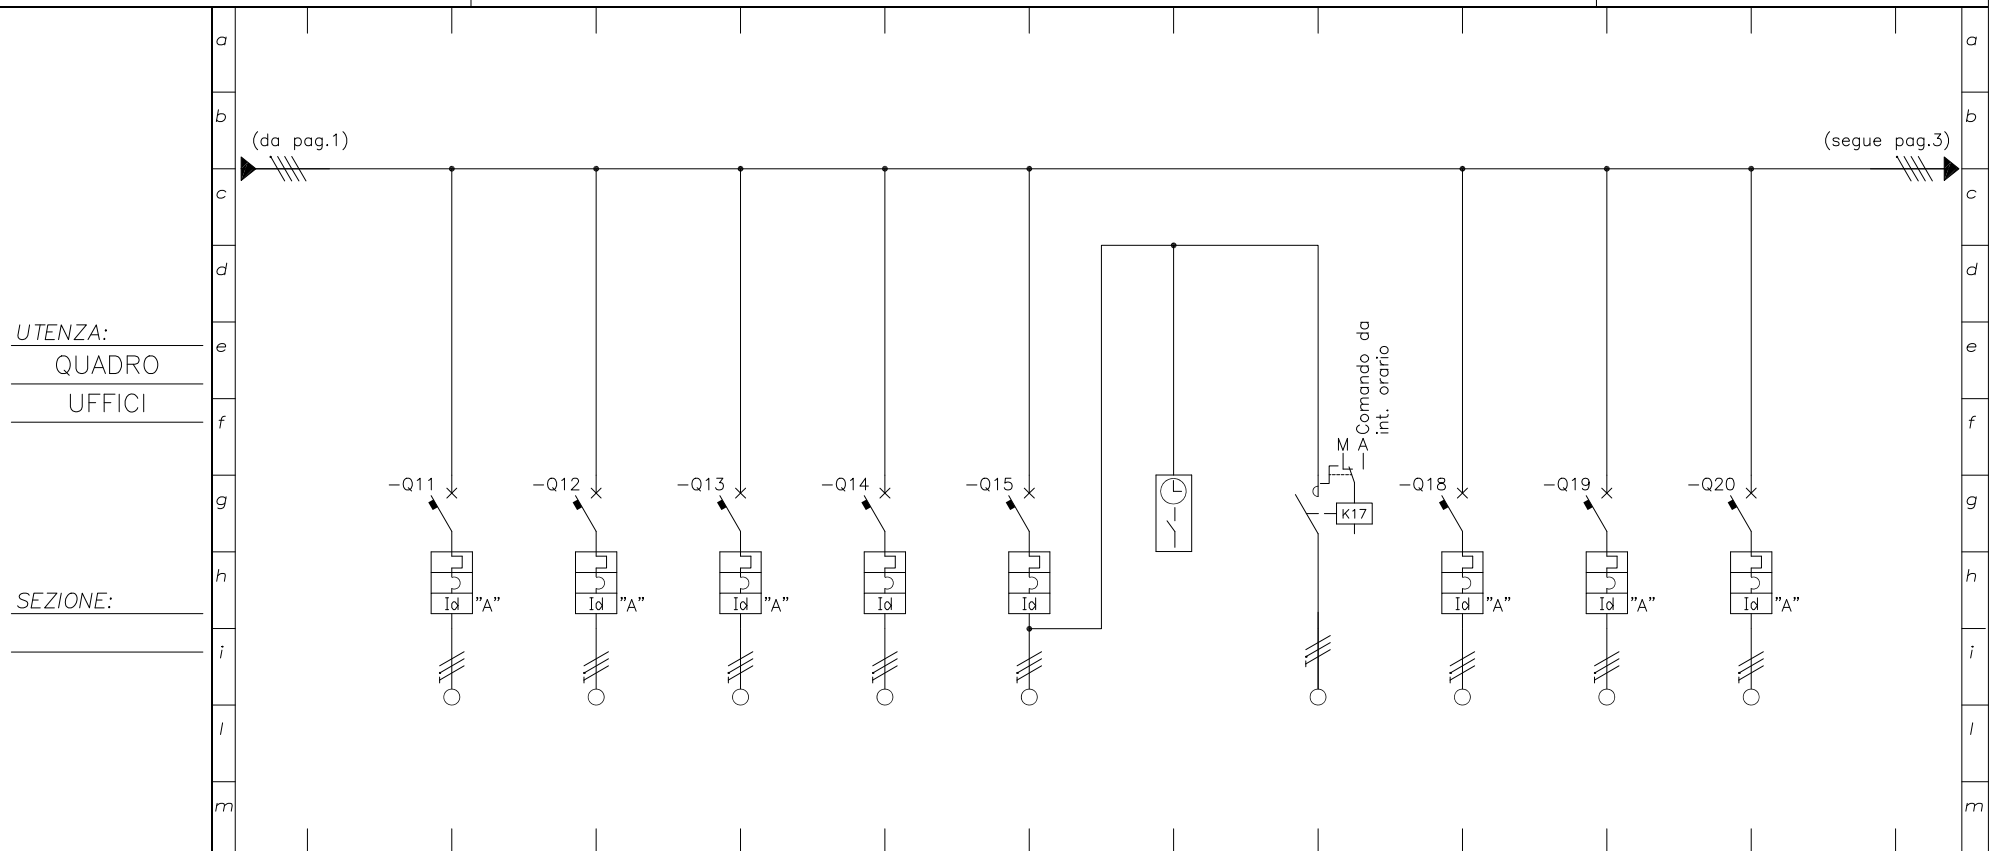 a a
b b
(da pag.1) (segue pag.3)
c c
d d
UTENZA:
e e
QUADRO
UFFICI
f f
Comando da
int. orario
M A
-Q11 -Q12 -Q13 -Q14 -Q15 -Q18 -Q19 -Q20
g g
K17
h h
SEZIONE:
Id "A" Id "A" Id "A" Id Id Id "A" Id "A" Id "A"
i i
l l
m m